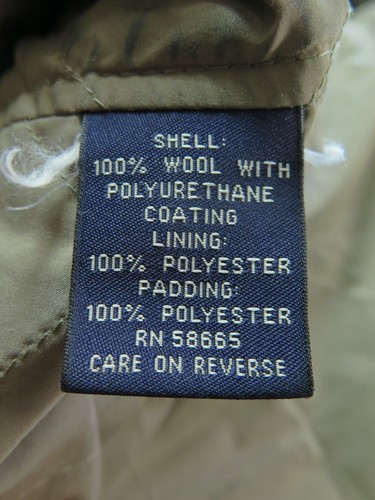 SHELL:
100% WOOL WITH
POLYURETHANE
COATING
LINING:
100% POLYESTER
PADDING:
100% POLYESTER
RN 58665
CARE ON REVERSE